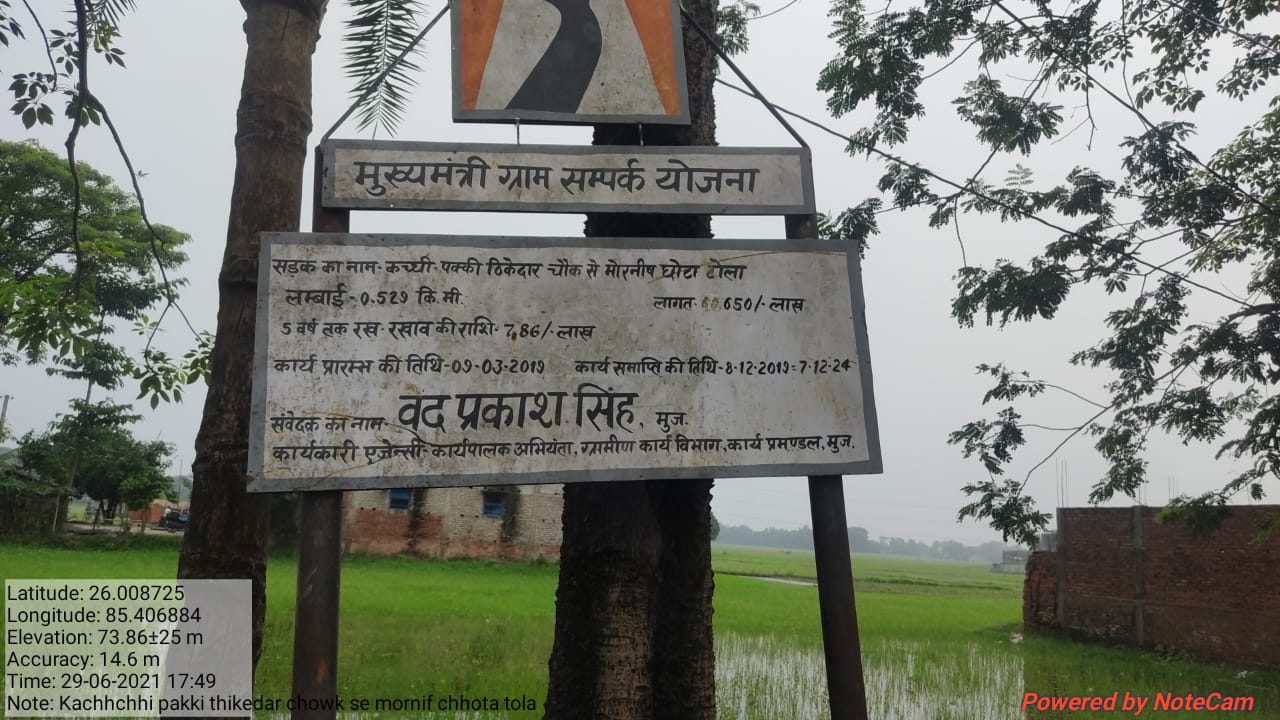 मुख्यमंत्री ग्राम सम्पर्क योजना
सड़क का नाम- कच्ची-पक्की ठिकेदार चौक से मोरनीष छोटा टोला
लम्बाई-0.529 कि.मी. लागत- .650/-लाख
5 वर्ष तक रख-रखाव की राशि-7.86/-लाख
कार्य प्रारम्भ की तिथि-09-03-2019 कार्य समाप्ति की तिथि-8-12-2019=7-12-24
संवेदक का नाम- वेद प्रकाश सिंह, मुज.
कार्यकारी एजेन्सी-कार्यपालक अभियंता, ग्रामीण कार्य विभाग, कार्य प्रमण्डल, मुज.
Latitude: 26.008725
Longitude: 85.406884
Elevation: 73.86±25 m
Accuracy: 14.6 m
Time: 29-06-2021 17:49
Note: Kachhchhi pakki thikedar chowk se mornif chhota tola
Powered by NoteCam